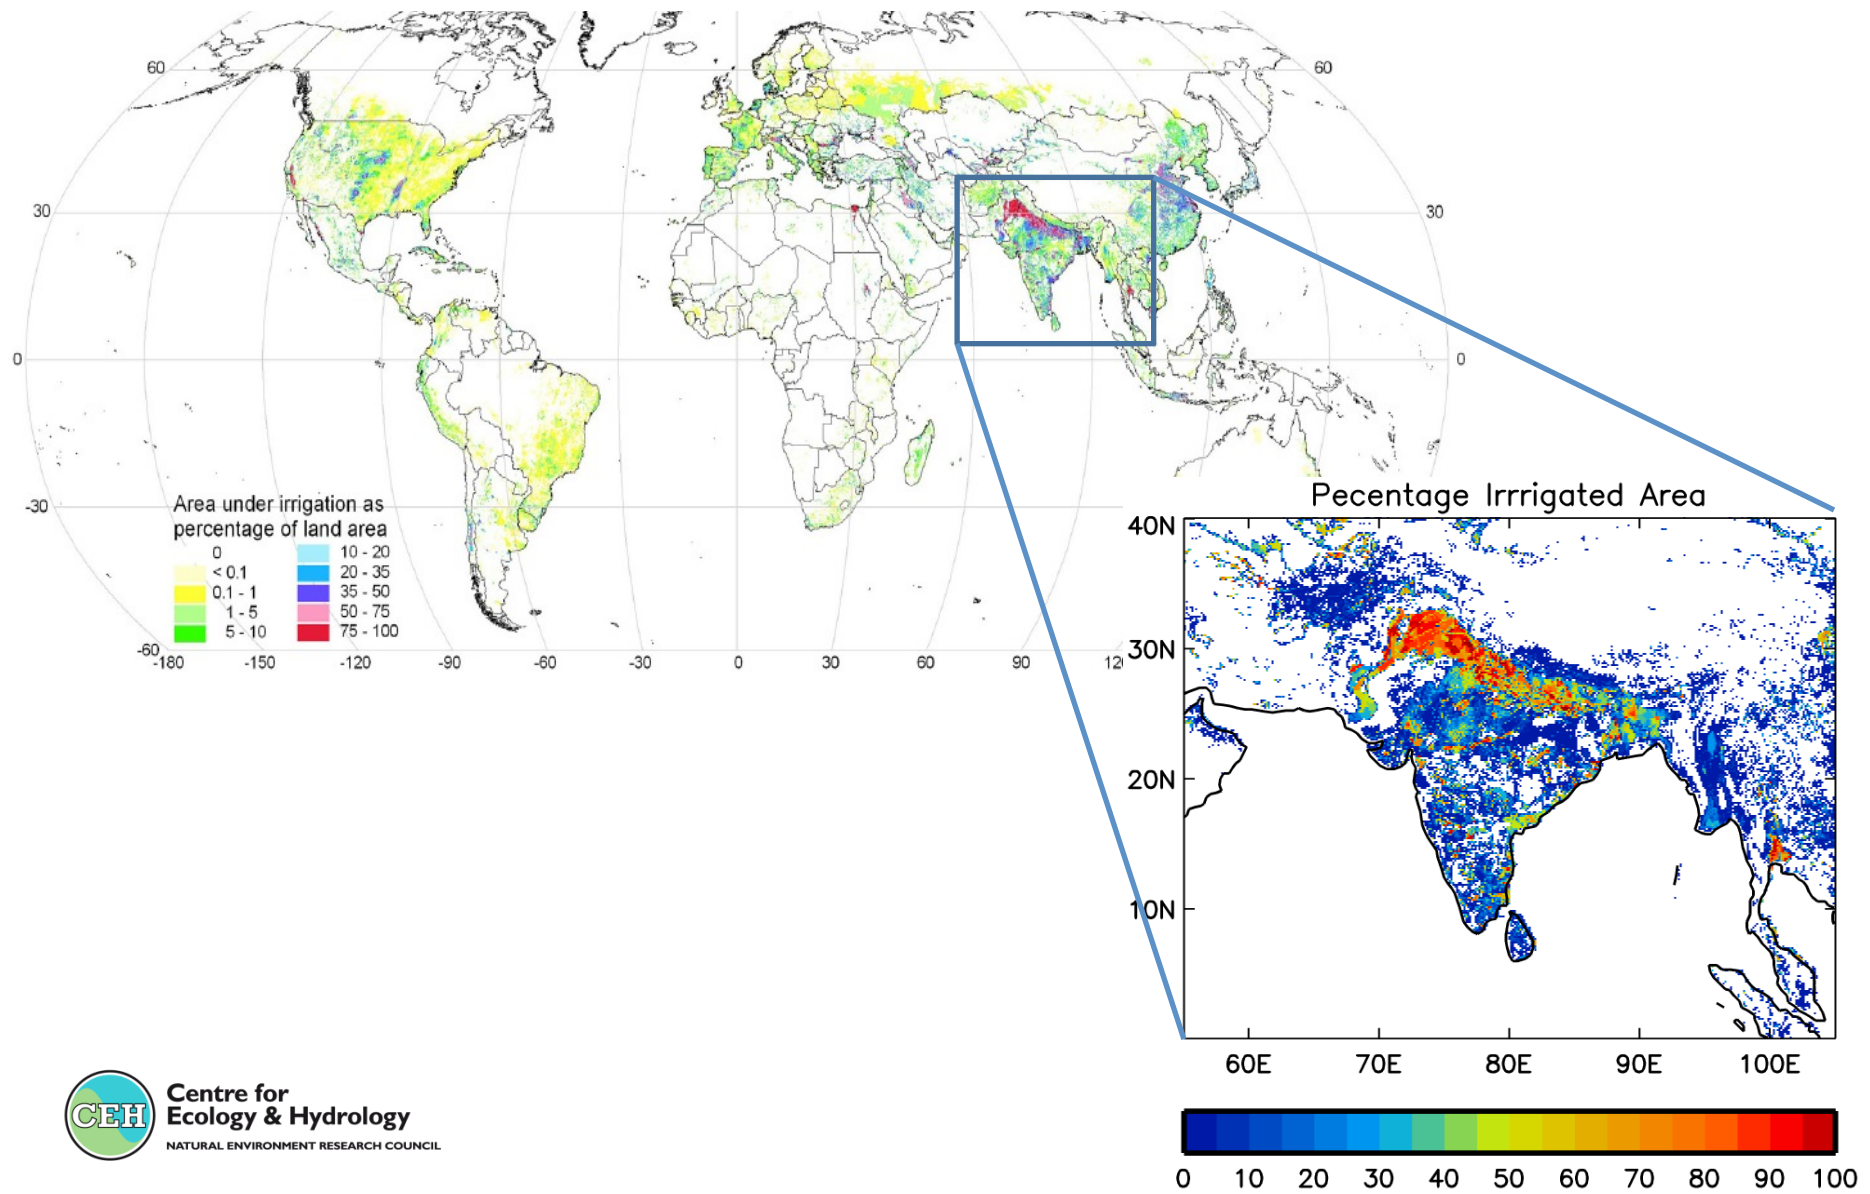 60
60
30
30
0
0
-30
-60
-180
-150
-120
-90
-60
-30
0
30
60
90
12
Area under irrigation as
percentage of land area
0
< 0.1
0.1 - 1
1 - 5
5 - 10
10 - 20
20 - 35
35 - 50
50 - 75
75 - 100
Pecentage Irrrigated Area
40N
30N
20N
10N
60E
70E
80E
90E
100E
0 10 20 30 40 50 60 70 80 90 100
CEH
Centre for
Ecology & Hydrology
NATURAL ENVIRONMENT RESEARCH COUNCIL